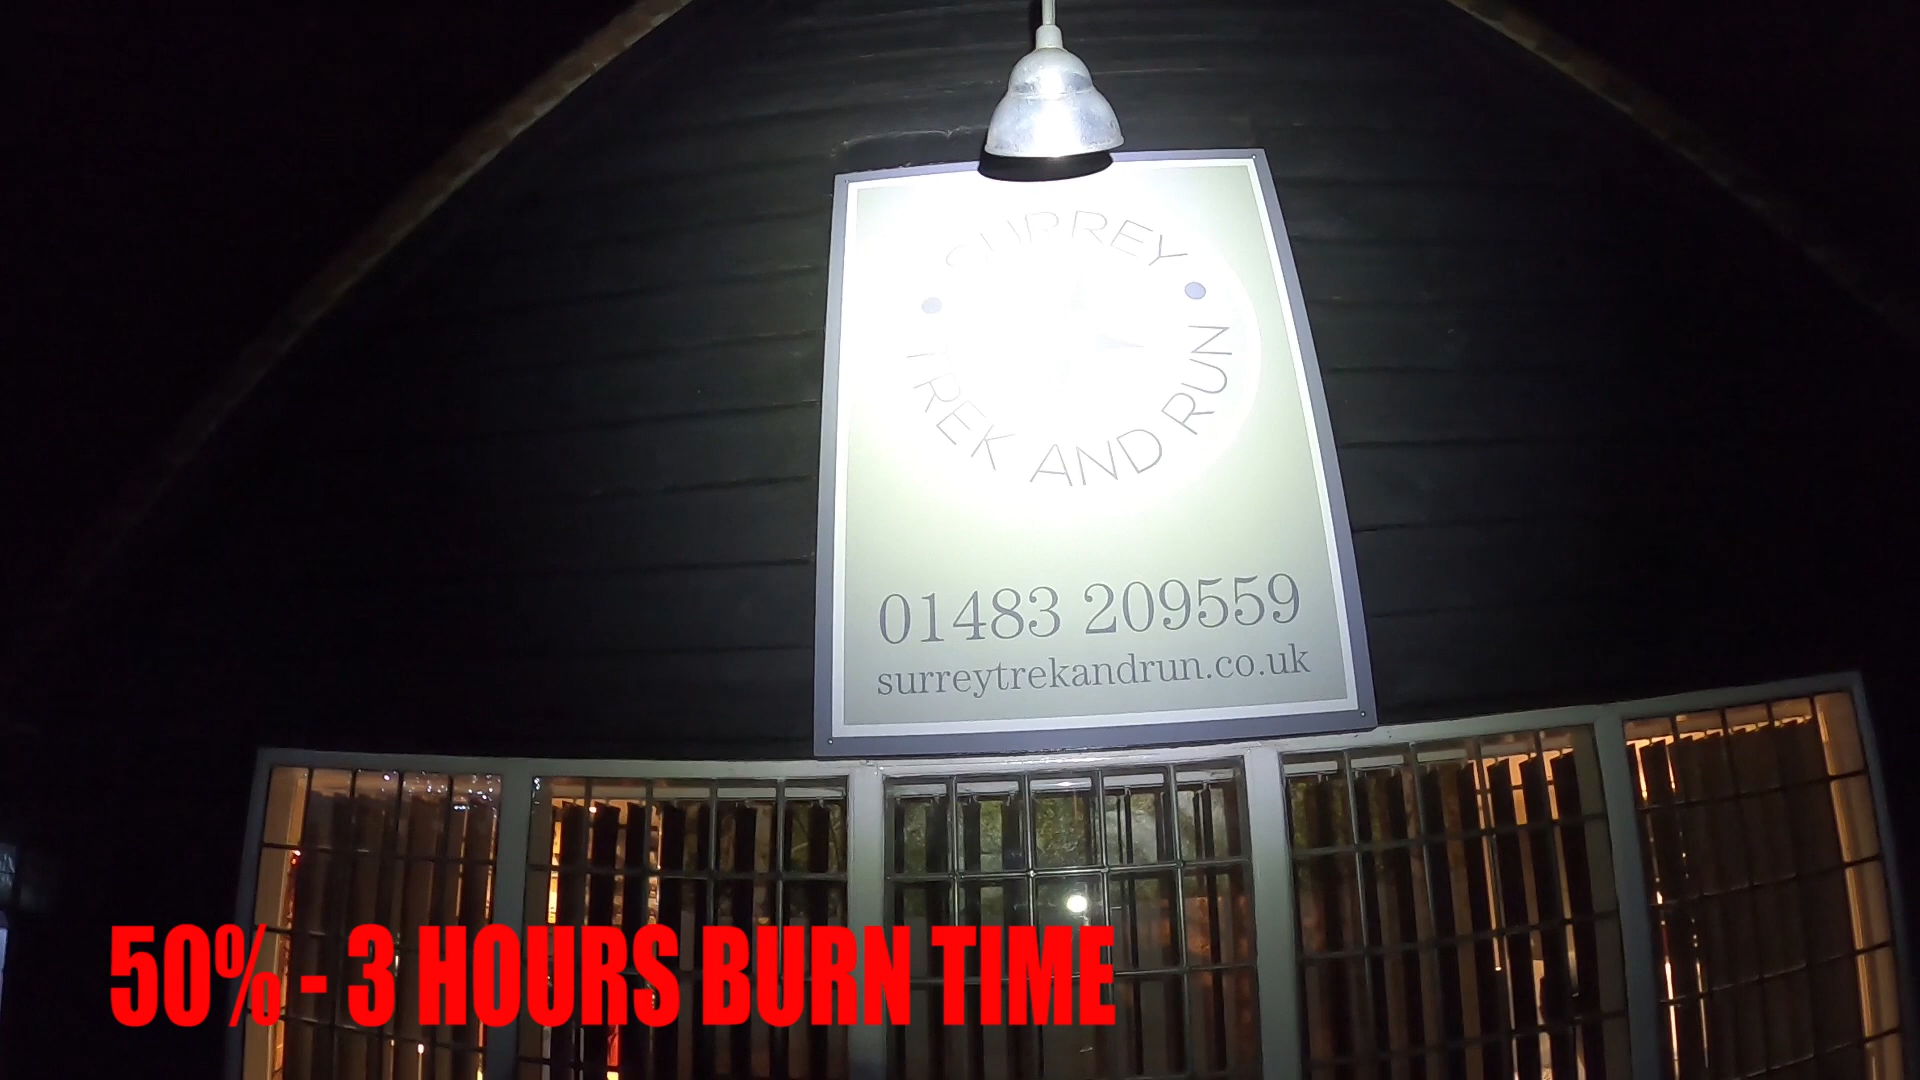 SURREY
TREK AND RUN
01483 209559
surreytrekandrun.co.uk
50% - 3 HOURS BURN TIME